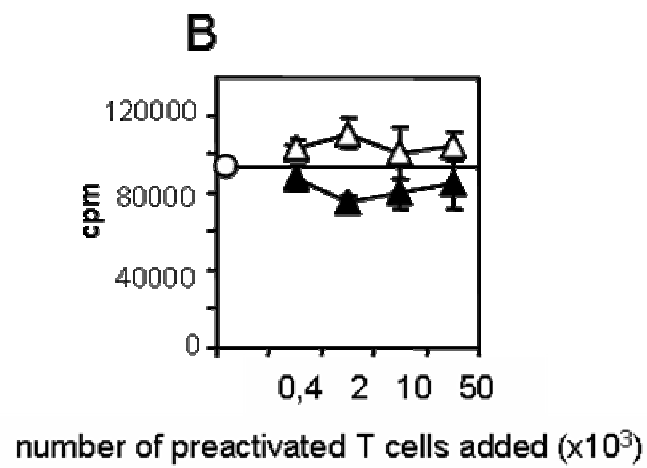 B
120000
80000
40000
0
cpm
0,4 2 10 50
number of preactivated T cells added (x10³)